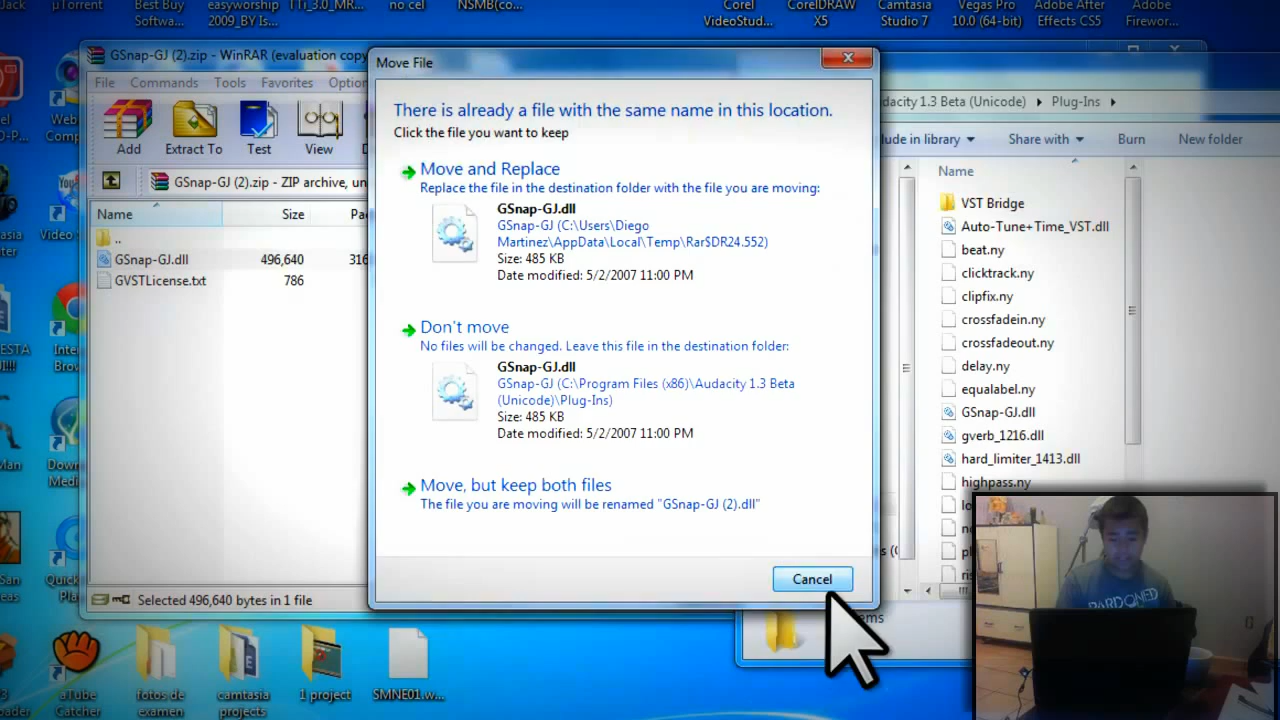 Jack
µTorrent
Best Buy
Softwa...
easyworship
2009_BY Is...
TTi_3.0_MR...
no cel
NSMB(co...
Corel
VideoStud...
CorelDRAW
X5
Camtasia
Studio 7
Vegas Pro
10.0 (64-bit)
Adobe After
Effects CS5
Adobe
Firewor...
GSnap-GJ (2).zip - WinRAR (evaluation copy
File Commands Tools Favorites Option
Add
Extract To
Test
View
GSnap-GJ (2).zip - ZIP archive, un
Name
Size
Pac
..
GSnap-GJ.dll
496,640
316
GVSTLicense.txt
786
Selected 496,640 bytes in 1 file
Move File
There is already a file with the same name in this location.
Click the file you want to keep
Move and Replace
Replace the file in the destination folder with the file you are moving:
GSnap-GJ.dll
GSnap-GJ (C:\Users\Diego
Martinez\AppData\Local\Temp\Rar$DR24.552)
Size: 485 KB
Date modified: 5/2/2007 11:00 PM
Don't move
No files will be changed. Leave this file in the destination folder:
GSnap-GJ.dll
GSnap-GJ (C:\Program Files (x86)\Audacity 1.3 Beta
(Unicode)\Plug-Ins)
Size: 485 KB
Date modified: 5/2/2007 11:00 PM
Move, but keep both files
The file you are moving will be renamed "GSnap-GJ (2).dll"
Cancel
dacity 1.3 Beta (Unicode)
Plug-Ins
lude in library
Share with
Burn
New folder
Name
VST Bridge
Auto-Tune+Time_VST.dll
beat.ny
clicktrack.ny
clipfix.ny
crossfadein.ny
crossfadeout.ny
delay.ny
equalabel.ny
GSnap-GJ.dll
gverb_1216.dll
hard_limiter_1413.dll
highpass.ny
ems
PARDONED
aTube
Catcher
fotos de
examen
camtasia
projects
1 project
SMNE01.w...